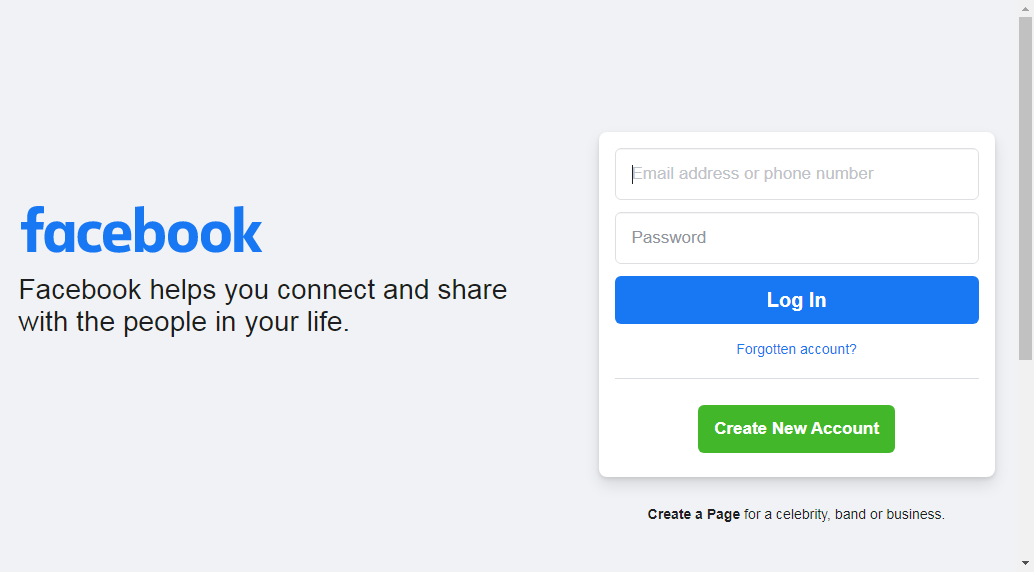 facebook
Facebook helps you connect and share
with the people in your life.
Email address or phone number
Password
Log In
Forgotten account?
Create New Account
Create a Page for a celebrity, band or business.